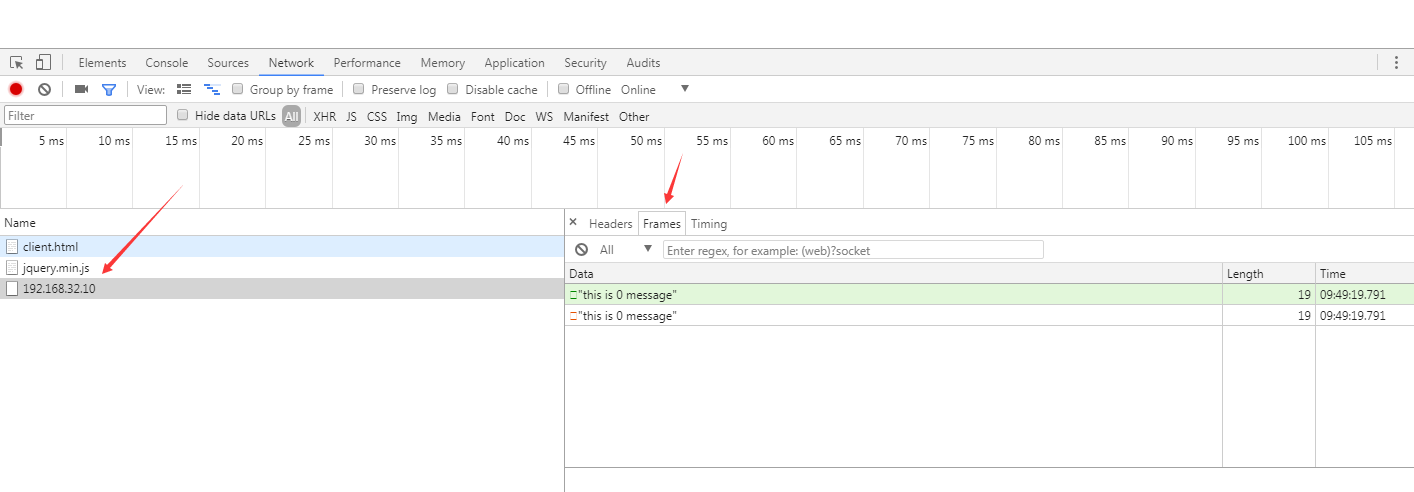 Elements Console Sources Network Performance Memory Application Security Audits
View: Group by frame Preserve log Disable cache Offline Online
Filter Hide data URLs All XHR JS CSS Img Media Font Doc WS Manifest Other
5 ms 10 ms 15 ms 20 ms 25 ms 30 ms 35 ms 40 ms 45 ms 50 ms 55 ms 60 ms 65 ms 70 ms 75 ms 80 ms 85 ms 90 ms 95 ms 100 ms 105 ms
Name
client.html
jquery.min.js
192.168.32.10
× Headers Frames Timing
All Enter regex, for example: (web)?socket
Data Length Time
"this is 0 message" 19 09:49:19.791
"this is 0 message" 19 09:49:19.791